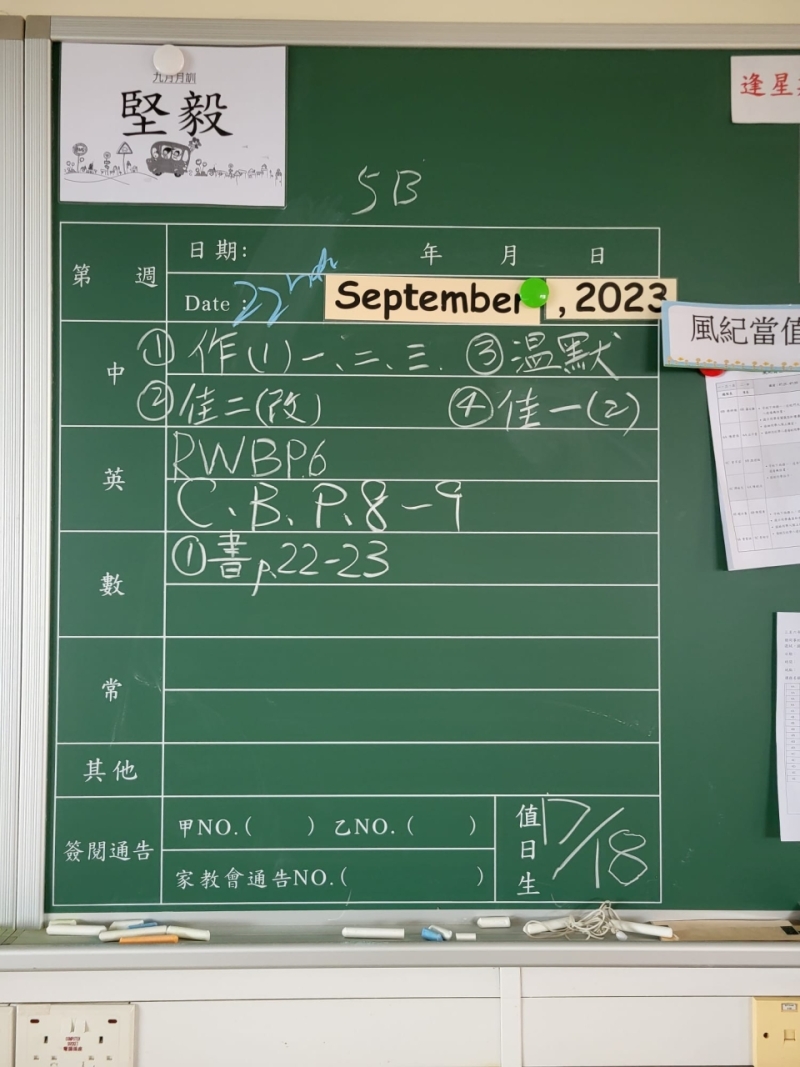 九月月訓
堅毅
逢星
5B
第 週
日期: 年 月 日
Date : 22nd September , 2023
風紀當值
中
① 作(1)一、二、三. ③ 溫默
② 佳二(改) ④ 佳一(2)
英
RWBP.6
C、B、P、8-9
數
① 書p.22-23
常
其他
簽閱通告
甲NO.( ) 乙NO.( )
家教會通告NO.( )
值日生 17/18